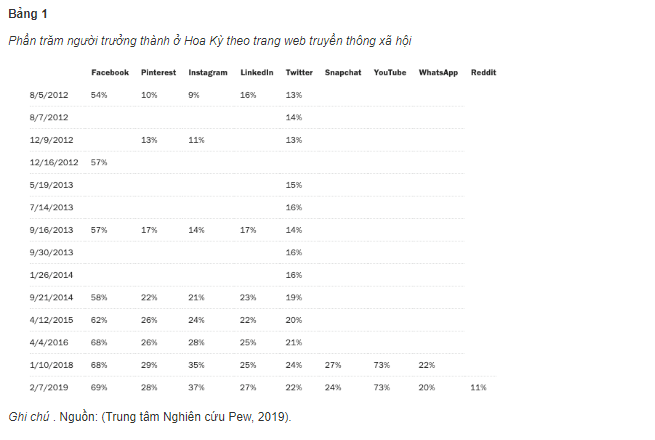 Bảng 1
Phần trăm người trưởng thành ở Hoa Kỳ theo trang web truyền thông xã hội
Facebook Pinterest Instagram LinkedIn Twitter Snapchat YouTube WhatsApp Reddit
8/5/2012 54% 10% 9% 16% 13%
8/7/2012 14%
12/9/2012 13% 11% 13%
12/16/2012 57%
5/19/2013 15%
7/14/2013 16%
9/16/2013 57% 17% 14% 17% 14%
9/30/2013 16%
1/26/2014 16%
9/21/2014 58% 22% 21% 23% 19%
4/12/2015 62% 26% 24% 22% 20%
4/4/2016 68% 26% 28% 25% 21%
1/10/2018 68% 29% 35% 25% 24% 27% 73% 22%
2/7/2019 69% 28% 37% 27% 22% 24% 73% 20% 11%
Ghi chú . Nguồn: (Trung tâm Nghiên cứu Pew, 2019).